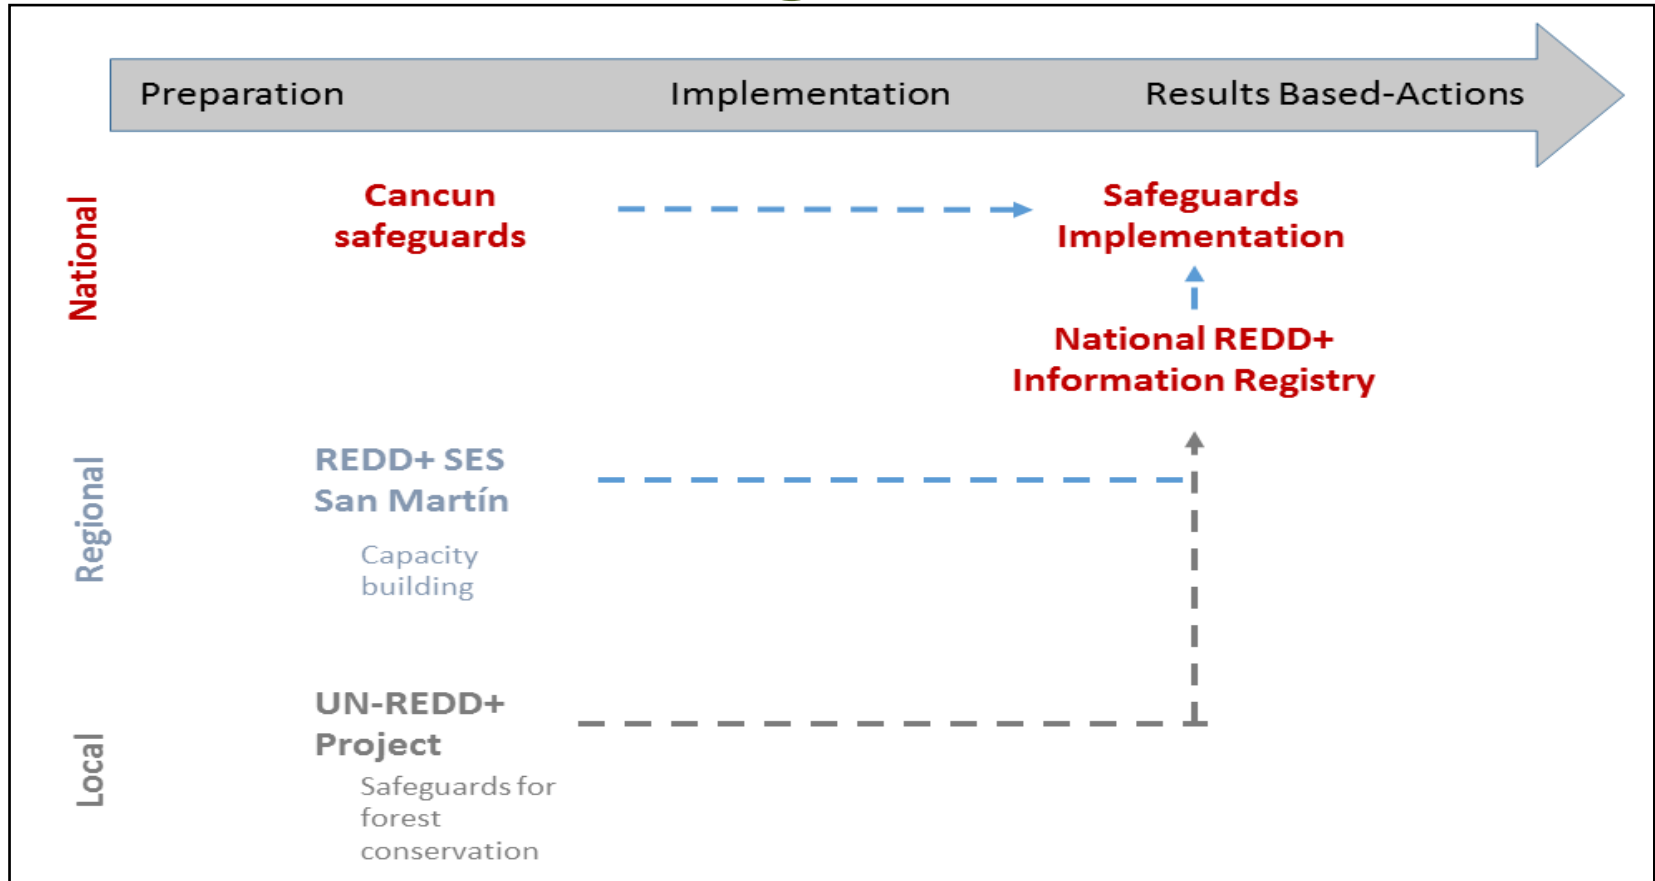 Preparation Implementation Results Based-Actions
National
Cancun
safeguards
Safeguards
Implementation
National REDD+
Information Registry
Regional
REDD+ SES
San Martín
Capacity
building
Local
UN-REDD+
Project
Safeguards for
forest
conservation